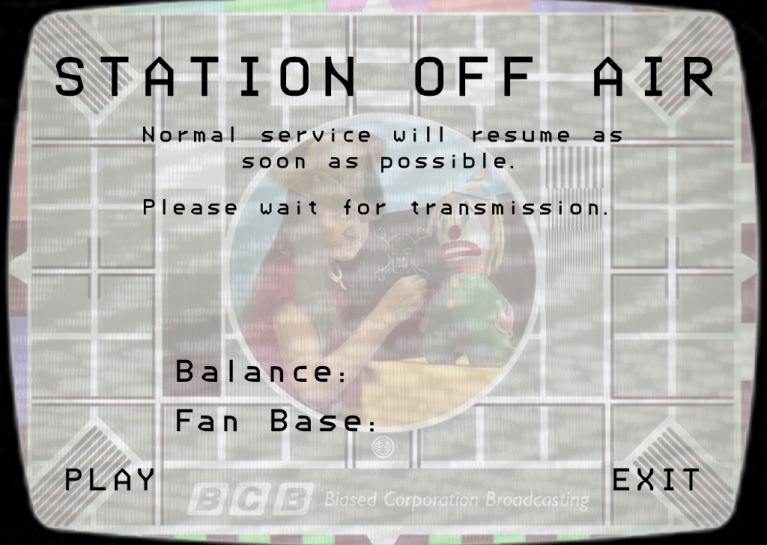 STATION OFF AIR
Normal service will resume as
soon as possible.
Please wait for transmission.
Balance:
Fan Base:
PLAY
EXIT
BCB Biased Corporation Broadcasting